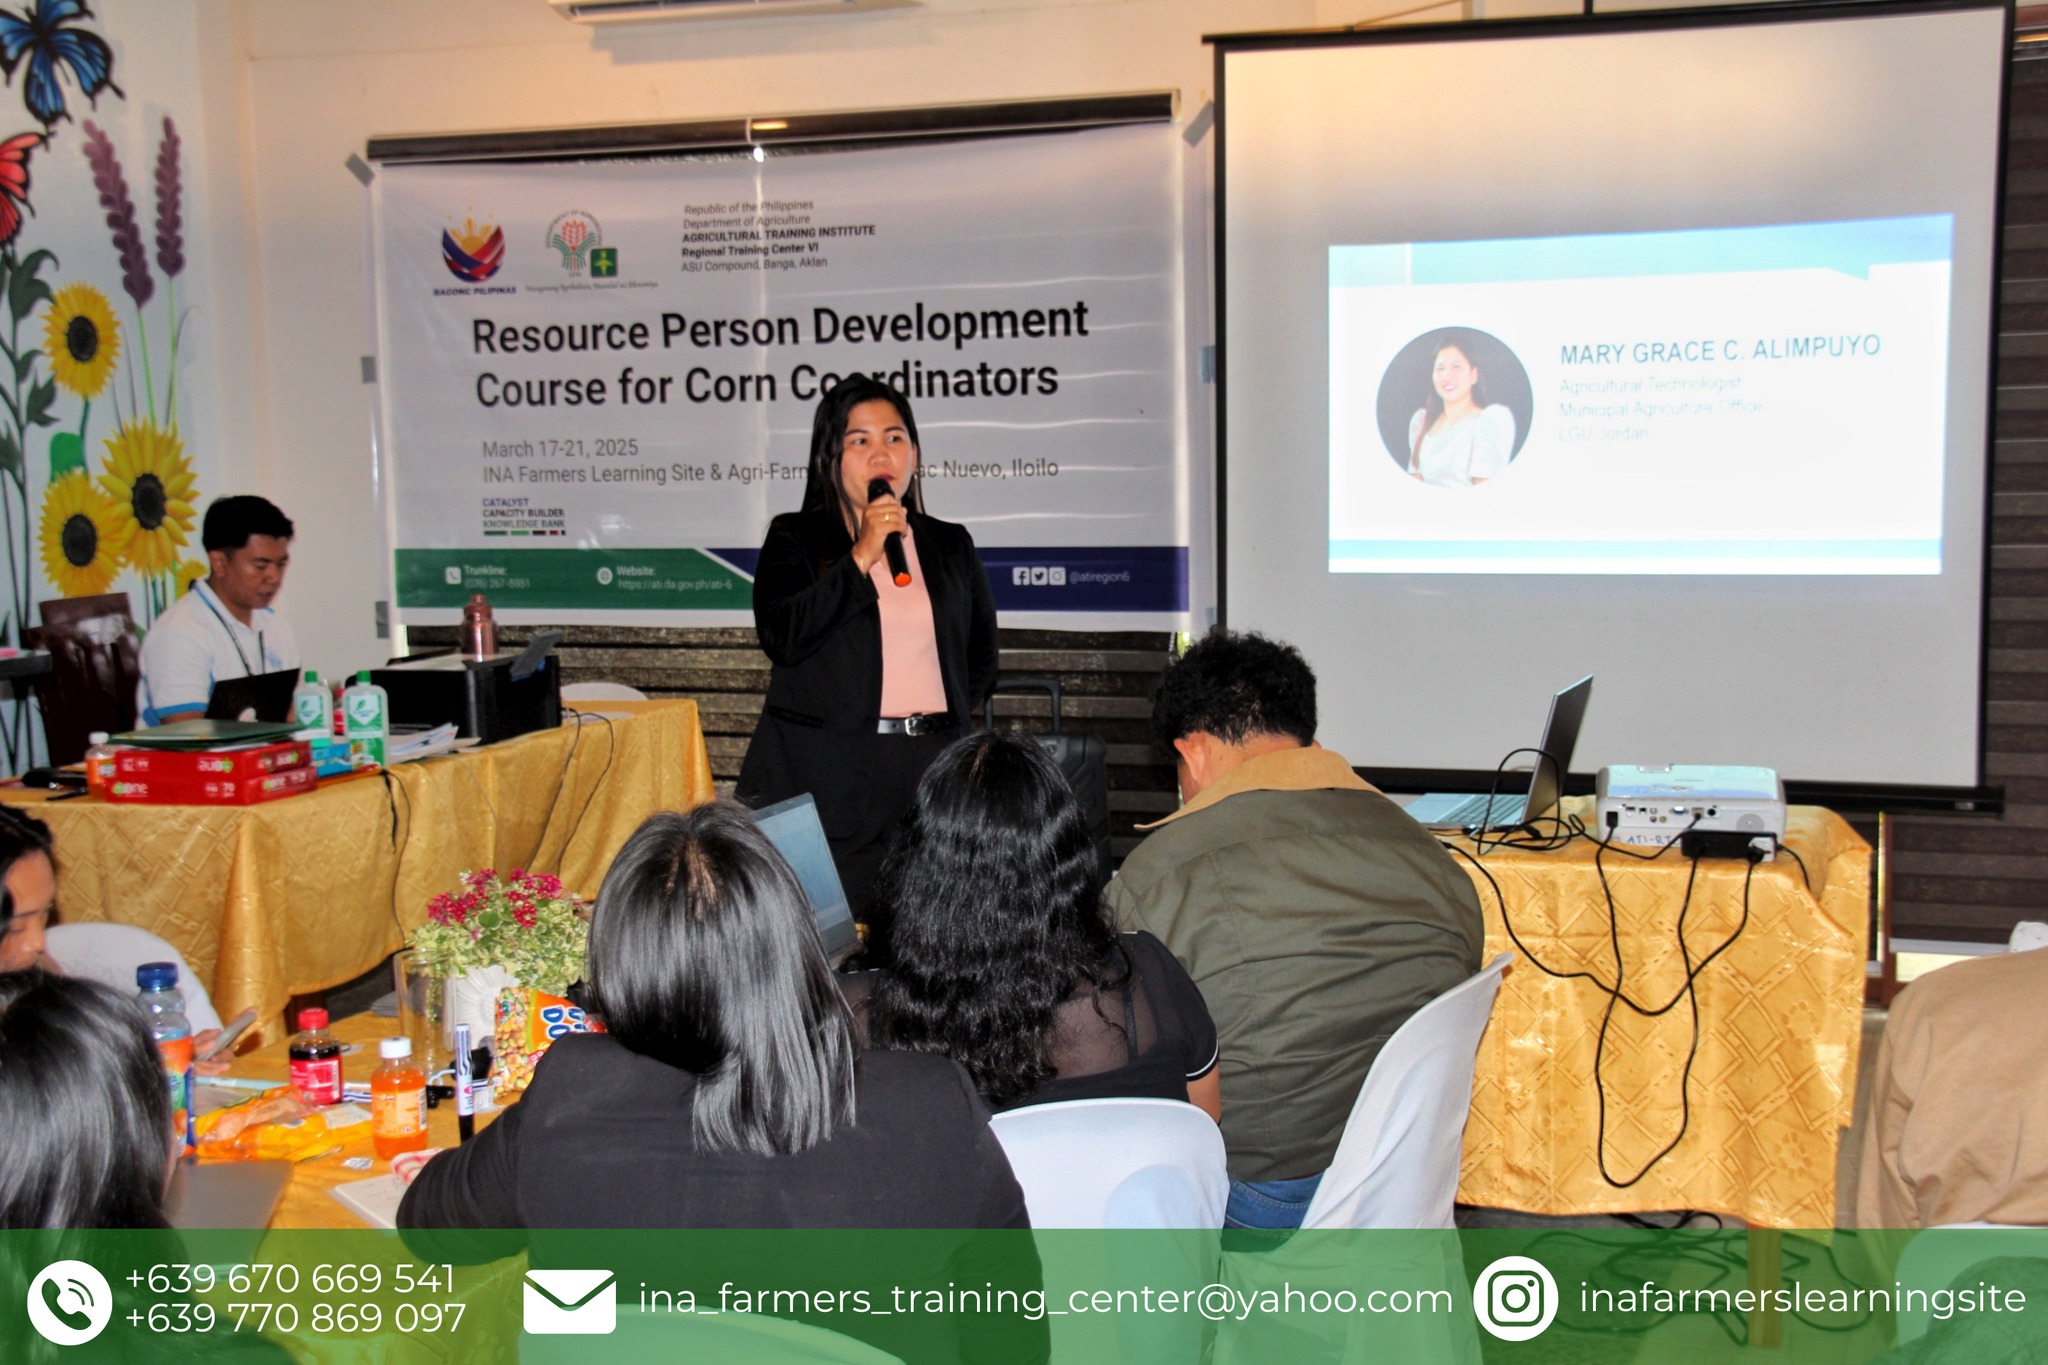 Republic of the Philippines
Department of Agriculture
AGRICULTURAL TRAINING INSTITUTE
Regional Training Center VI
ASU Compound, Banga, Aklan
BAGONG PILIPINAS
Resource Person Development
Course for Corn Coordinators
March 17-21, 2025
INA Farmers Learning Site & Agri-Farm ac Nuevo, Iloilo
CATALYST
CAPACITY BUILDER
KNOWLEDGE BANK
Trunkline:
Website:
https://ati.da.gov.ph/ati-6
@atiregion6
MARY GRACE C. ALIMPUYO
Agricultural Technologist
Municipal Agriculture Office
LGU Jordan
+639 670 669 541
+639 770 869 097
ina_farmers_training_center@yahoo.com
inafarmerslearningsite